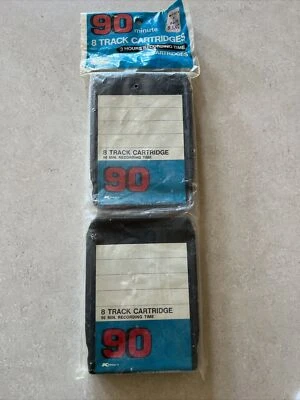 90 minute
8 TRACK CARTRIDGES
3 HOURS RECORDING TIME
CARTRIDGES
8 TRACK CARTRIDGE
90 MIN. RECORDING TIME
90
8 TRACK CARTRIDGE
90 MIN. RECORDING TIME
90